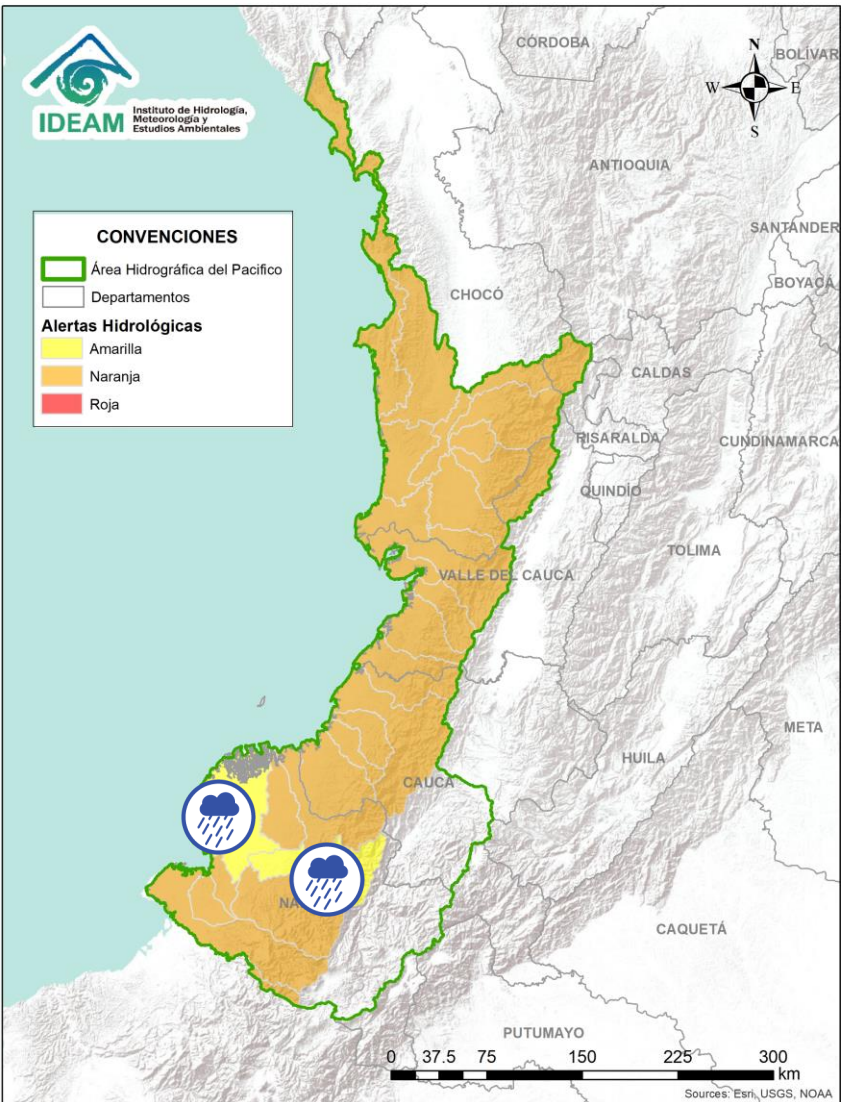 IDEAM
Instituto de Hidrología,
Meteorología y
Estudios Ambientales
CÓRDOBA
BOLÍVAR
N
W
E
S
ANTIOQUIA
SANTANDER
BOYACÁ
CONVENCIONES
Área Hidrográfica del Pacifico
Departamentos
Alertas Hidrológicas
Amarilla
Naranja
Roja
CHOCÓ
CALDAS
RISARALDA
CUNDINAMARCA
QUINDÍO
TOLIMA
VALLE DEL CAUCA
META
HUILA
CAUCA
NA
CAQUETÁ
PUTUMAYO
0 37.5 75 150 225 300
km
Sources: Esri, USGS, NOAA